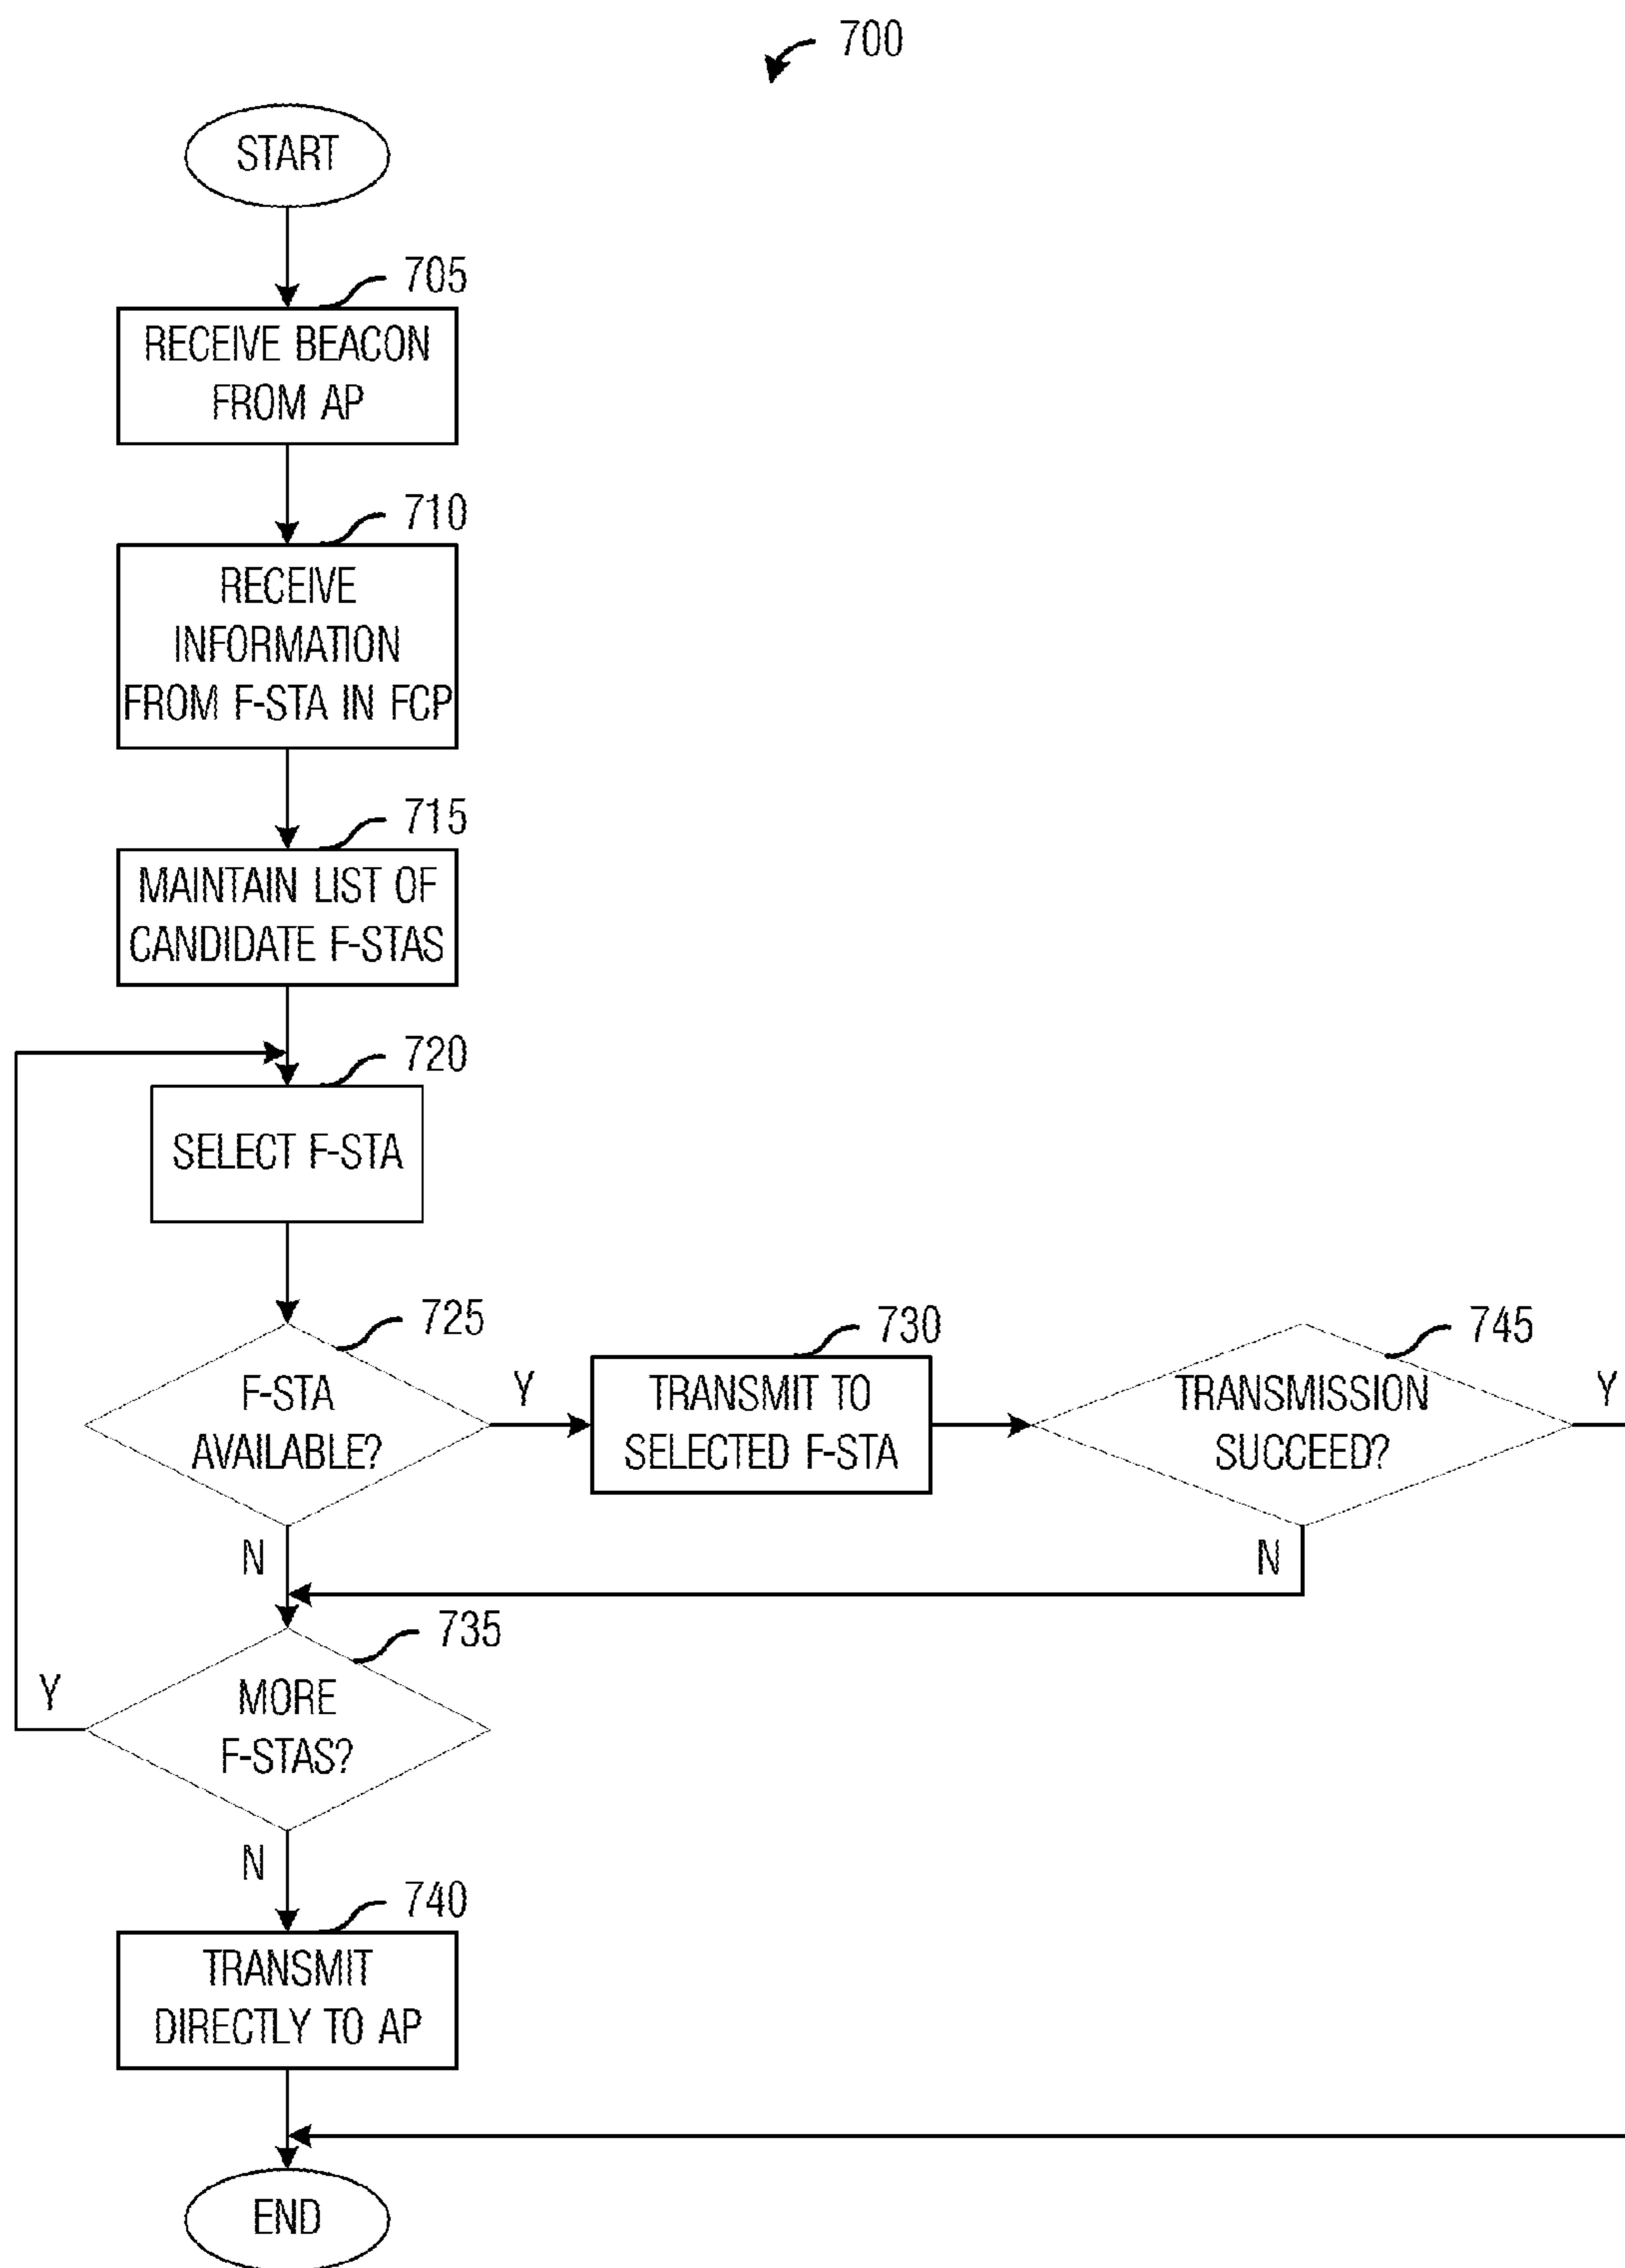 700
START
705
RECEIVE BEACON
FROM AP
710
RECEIVE
INFORMATION
FROM F-STA IN FCP
715
MAINTAIN LIST OF
CANDIDATE F-STAS
720
SELECT F-STA
725
F-STA
AVAILABLE?
Y
N
730
TRANSMIT TO
SELECTED F-STA
745
TRANSMISSION
SUCCEED?
Y
N
735
MORE
F-STAS?
Y
N
740
TRANSMIT
DIRECTLY TO AP
END